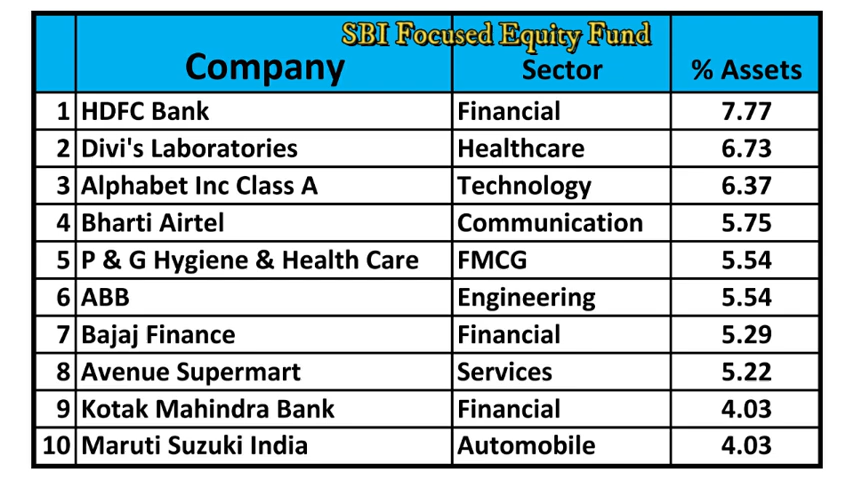 SBI Focused Equity Fund
Company Sector % Assets
1 HDFC Bank Financial 7.77
2 Divi's Laboratories Healthcare 6.73
3 Alphabet Inc Class A Technology 6.37
4 Bharti Airtel Communication 5.75
5 P & G Hygiene & Health Care FMCG 5.54
6 ABB Engineering 5.54
7 Bajaj Finance Financial 5.29
8 Avenue Supermart Services 5.22
9 Kotak Mahindra Bank Financial 4.03
10 Maruti Suzuki India Automobile 4.03